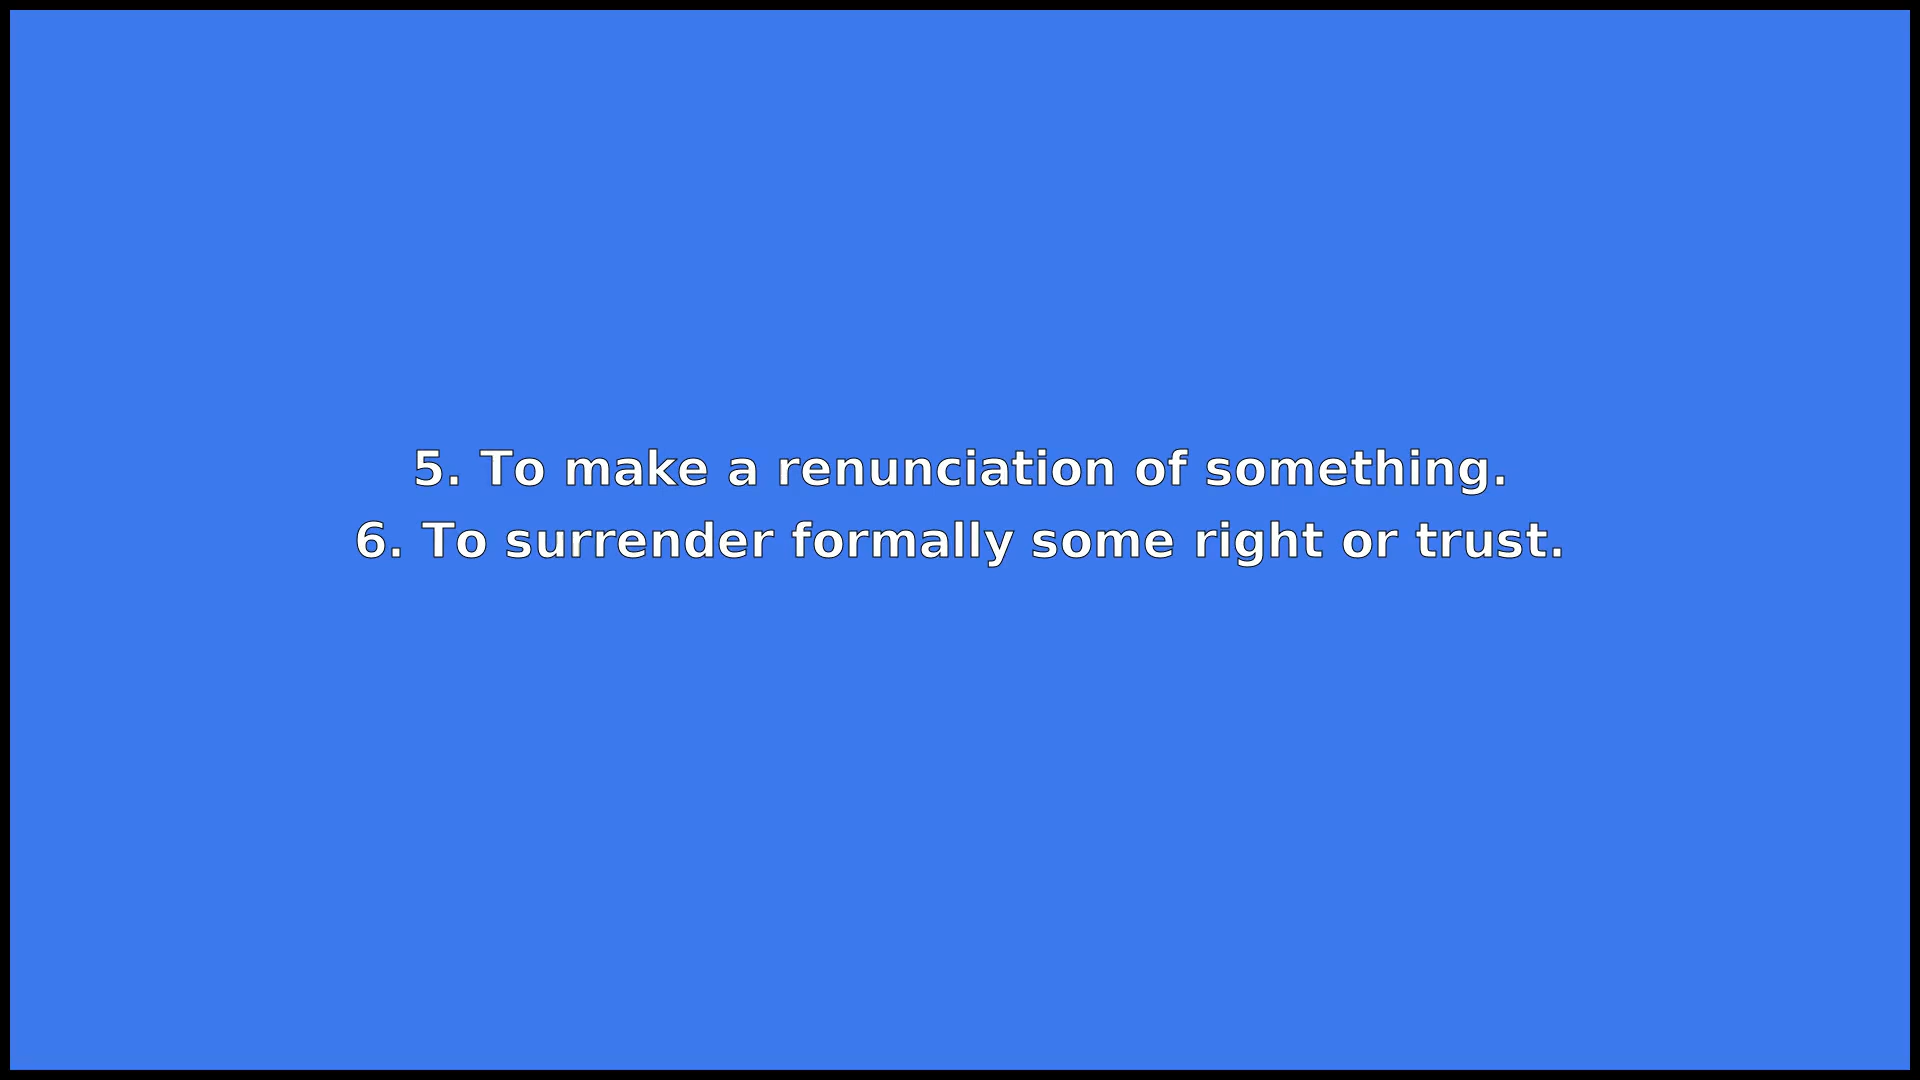 5. To make a renunciation of something.
6. To surrender formally some right or trust.